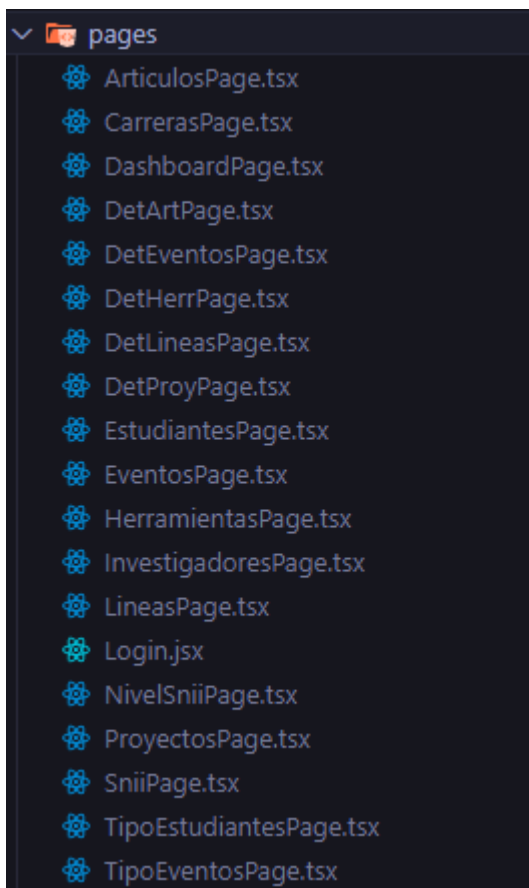 pages
ArticulosPage.tsx
CarrerasPage.tsx
DashboardPage.tsx
DetArtPage.tsx
DetEventosPage.tsx
DetHerrPage.tsx
DetLineasPage.tsx
DetProyPage.tsx
EstudiantesPage.tsx
EventosPage.tsx
HerramientasPage.tsx
InvestigadoresPage.tsx
LineasPage.tsx
Login.jsx
NivelSniiPage.tsx
ProyectosPage.tsx
SniiPage.tsx
TipoEstudiantesPage.tsx
TipoEventosPage.tsx